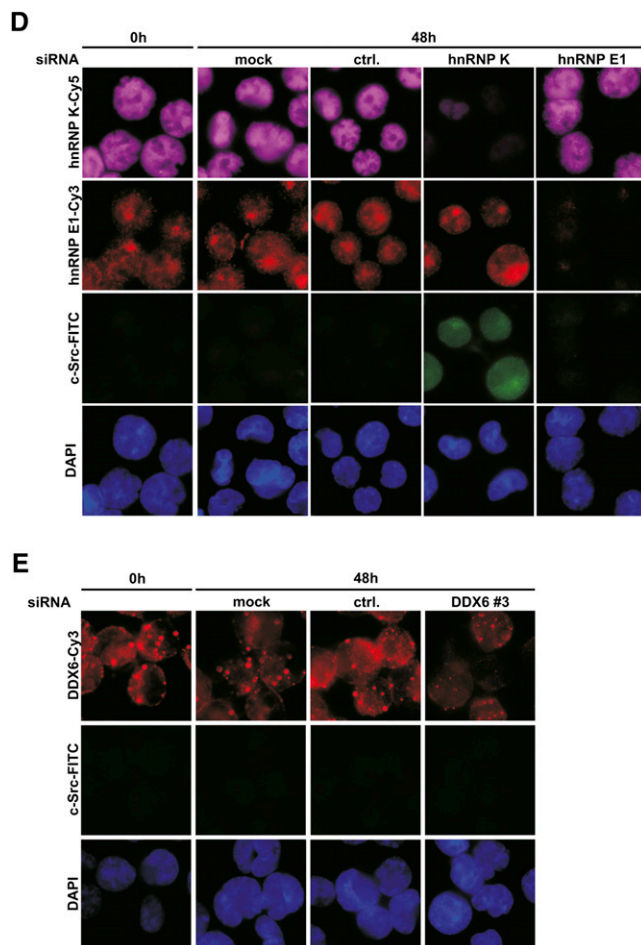 D
0h
48h
siRNA
mock
ctrl.
hnRNP K
hnRNP E1
hnRNP K-Cy5
hnRNP E1-Cy3
c-Src-FITC
DAPI
E
0h
48h
siRNA
mock
ctrl.
DDX6 #3
DDX6-Cy3
c-Src-FITC
DAPI